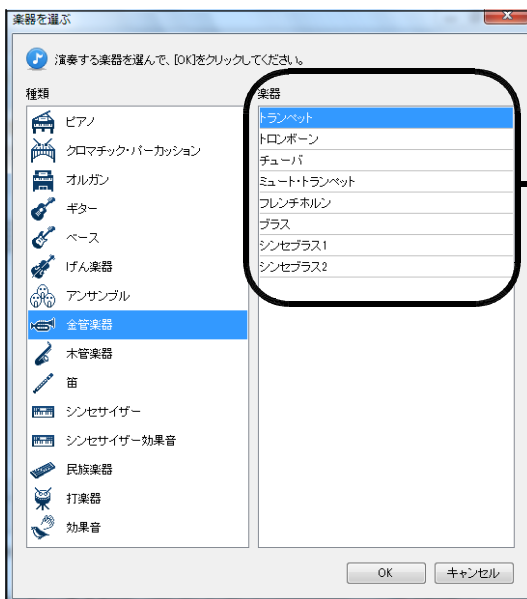 楽器を選ぶ
演奏する楽器を選んで、[OK]をクリックしてください。
種類
ピアノ
クロマチック・パーカッション
オルガン
ギター
ベース
げん楽器
アンサンブル
金管楽器
木管楽器
笛
シンセサイザー
シンセサイザー効果音
民族楽器
打楽器
効果音
楽器
トランペット
トロンボーン
チューバ
ミュート・トランペット
フレンチホルン
ブラス
シンセブラス1
シンセブラス2
OK
キャンセル